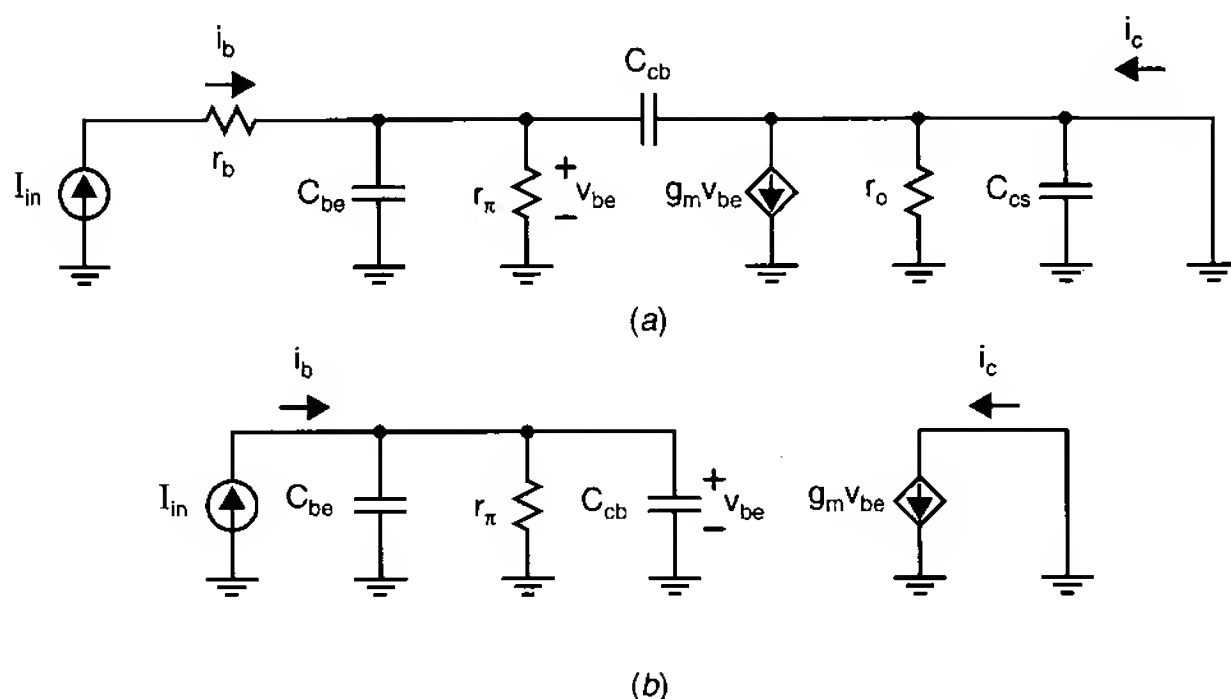 i_b
i_c
C_cb
r_b
I_in
C_be
r_π
+
v_be
−
g_m v_be
r_o
C_cs
(a)
i_b
i_c
I_in
C_be
r_π
C_cb
+
v_be
−
g_m v_be
(b)